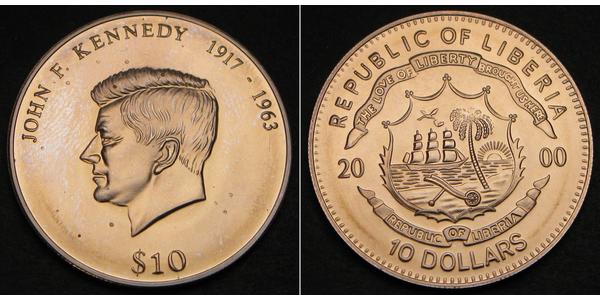 JOHN F. KENNEDY 1917 - 1963
$10
REPUBLIC OF LIBERIA
THE LOVE OF LIBERTY BROUGHT US HERE
20 00
REPUBLIC OF LIBERIA
10 DOLLARS